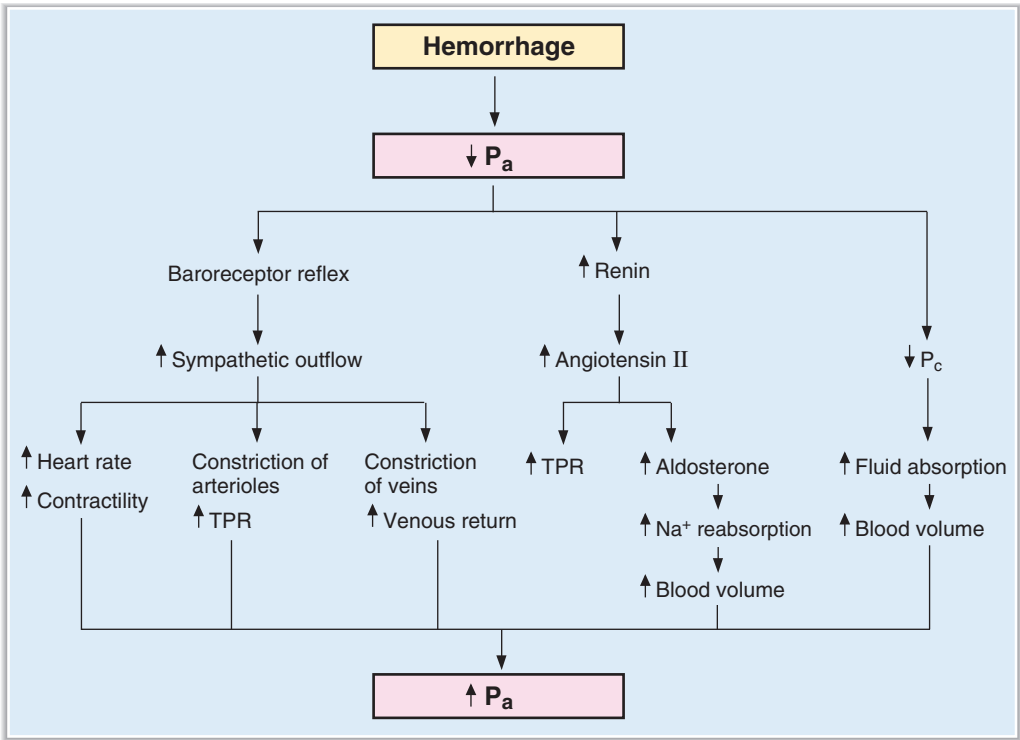 Hemorrhage
↓ Pa
Baroreceptor reflex
↑ Renin
↑ Sympathetic outflow
↑ Angiotensin II
↓ Pc
↑ Heart rate
↑ Contractility
Constriction of
arterioles
↑ TPR
Constriction
of veins
↑ Venous return
↑ TPR
↑ Aldosterone
↑ Na⁺ reabsorption
↑ Blood volume
↑ Fluid absorption
↑ Blood volume
↑ Pa